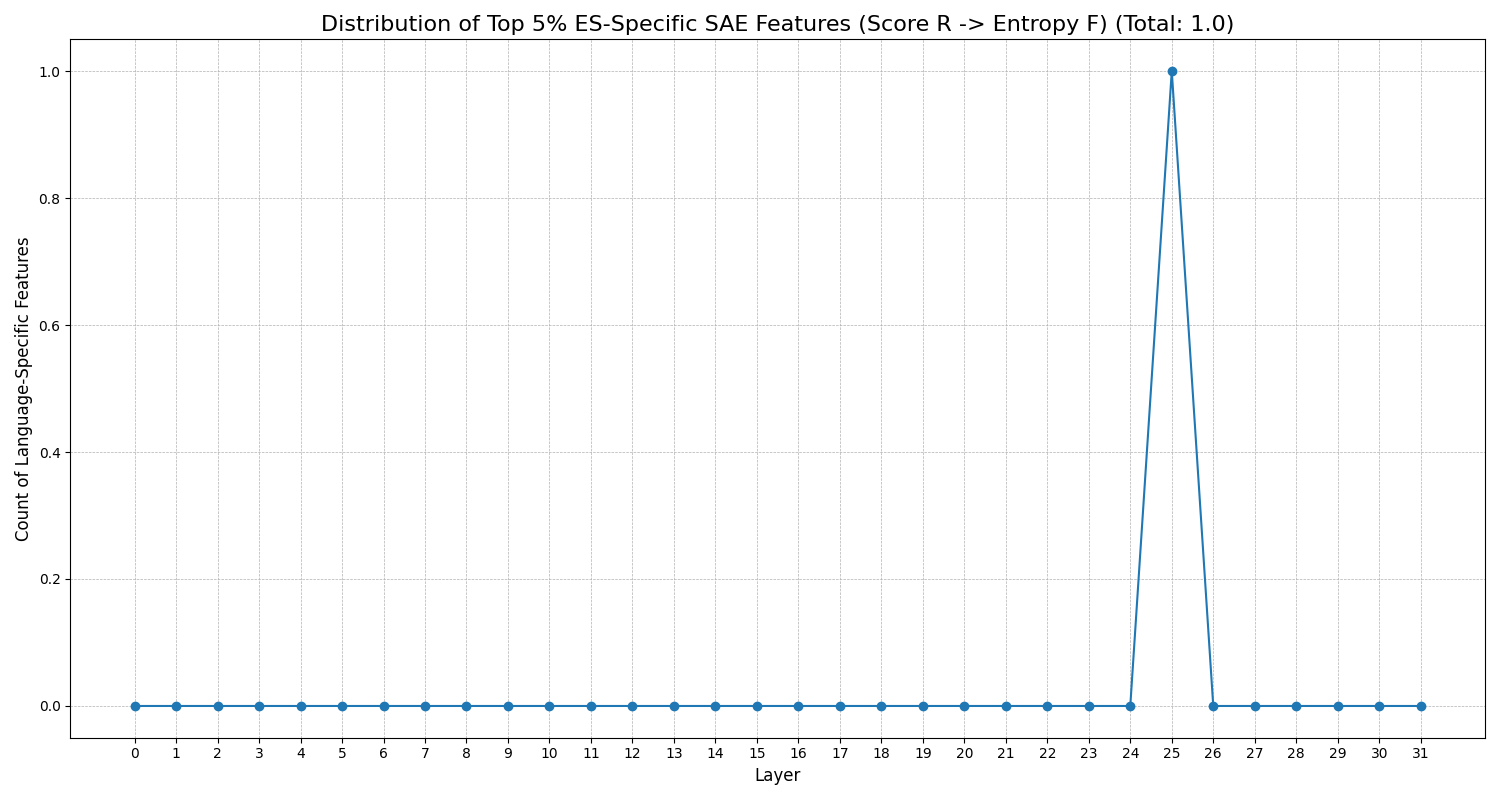 Distribution of Top 5% ES-Specific SAE Features (Score R -> Entropy F) (Total: 1.0)
Count of Language-Specific Features
1.0
0.8
0.6
0.4
0.2
0.0
0 1 2 3 4 5 6 7 8 9 10 11 12 13 14 15 16 17 18 19 20 21 22 23 24 25 26 27 28 29 30 31
Layer